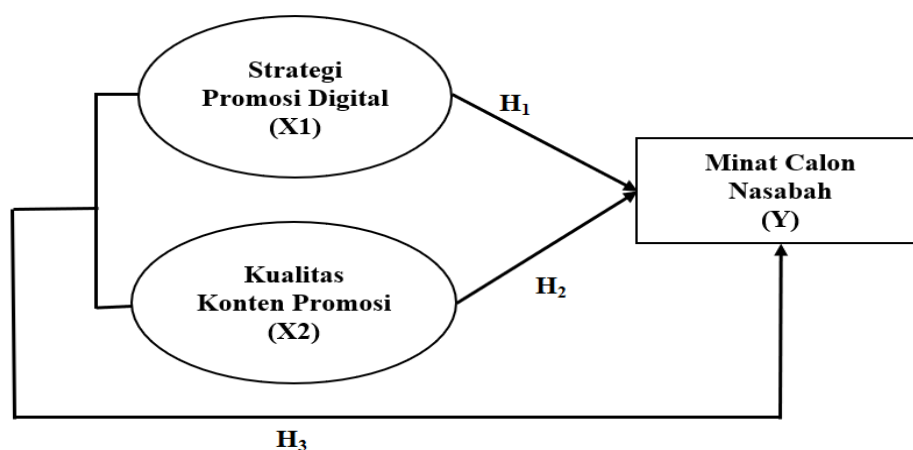 Strategi
Promosi Digital
(X1)
H₁
Minat Calon
Nasabah
(Y)
Kualitas
Konten Promosi
(X2)
H₂
H₃